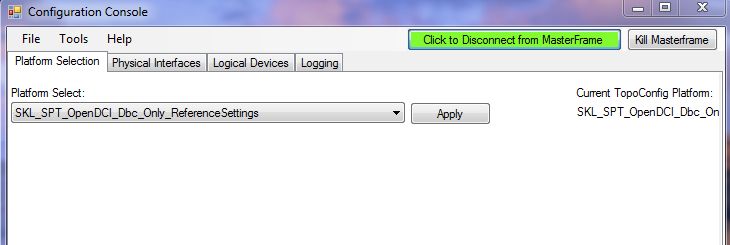 Configuration Console
File Tools Help Click to Disconnect from MasterFrame Kill Masterframe
Platform Selection Physical Interfaces Logical Devices Logging
Platform Select: Current TopoConfig Platform:
SKL_SPT_OpenDCI_Dbc_Only_ReferenceSettings Apply SKL_SPT_OpenDCI_Dbc_On